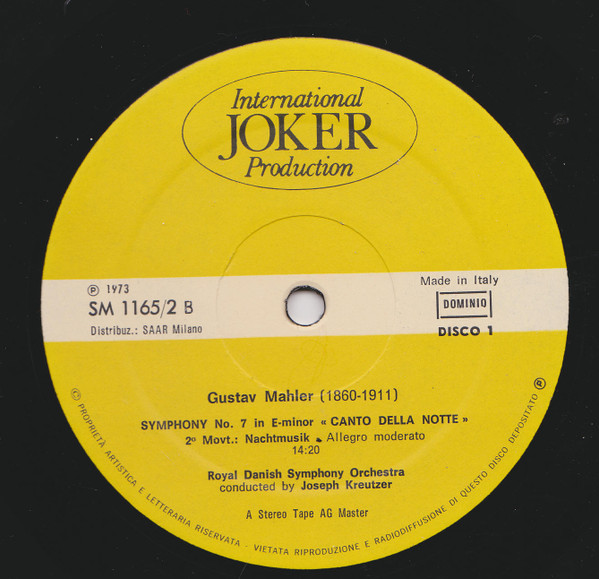 International
JOKER
Production
℗ 1973
SM 1165/2 B
Distribuz.: SAAR Milano
Made in Italy
DOMINIO
DISCO 1
Gustav Mahler (1860-1911)
SYMPHONY No. 7 in E-minor « CANTO DELLA NOTTE »
2º Movt.: Nachtmusik - Allegro moderato
14:20
Royal Danish Symphony Orchestra
conducted by Joseph Kreutzer
A Stereo Tape AG Master
© PROPRIETÀ ARTISTICA E LETTERARIA RISERVATA - VIETATA RIPRODUZIONE E RADIODIFFUSIONE DI QUESTO DISCO DEPOSITATO ℗